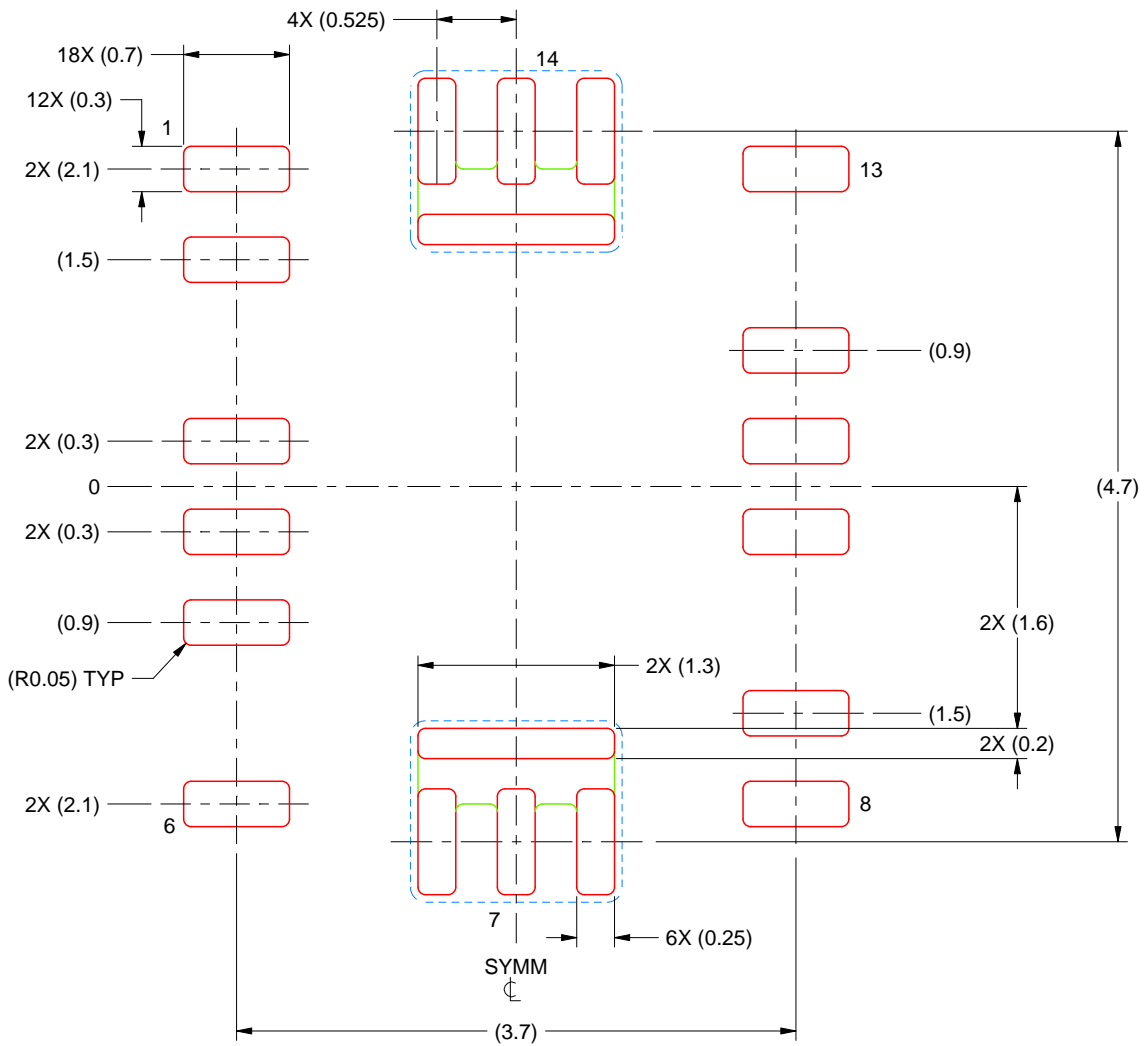 4X (0.525)
18X (0.7)
14
12X (0.3)
1
2X (2.1)
13
(1.5)
(0.9)
2X (0.3)
0
(4.7)
2X (0.3)
(0.9)
2X (1.6)
(R0.05) TYP
2X (1.3)
(1.5)
2X (0.2)
2X (2.1)
6
8
7
6X (0.25)
SYMM
℄
(3.7)